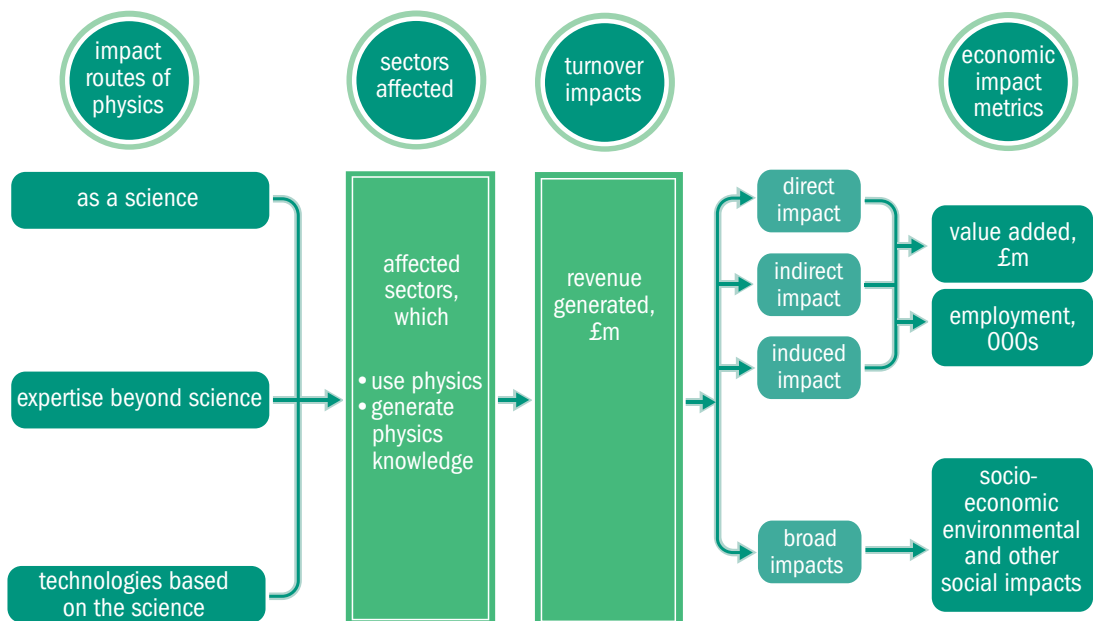 impact
routes of
physics
sectors
affected
turnover
impacts
economic
impact
metrics
as a science
expertise beyond science
technologies based
on the science
affected
sectors,
which
• use physics
• generate
physics
knowledge
revenue
generated,
£m
direct
impact
indirect
impact
induced
impact
broad
impacts
value added,
£m
employment,
000s
socio-
economic
environmental
and other
social impacts